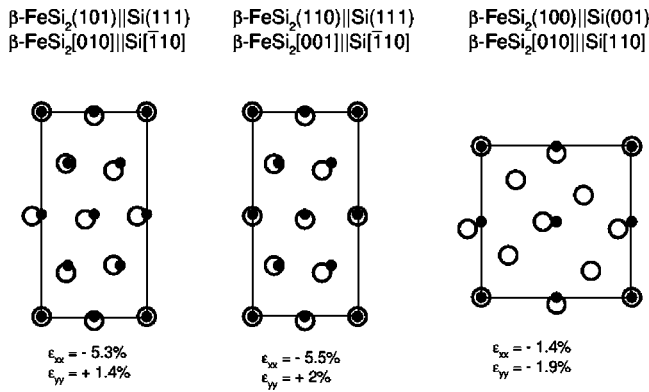 β-FeSi₂(101)||Si(111)
β-FeSi₂[010]||Si[1̅10]
β-FeSi₂(110)||Si(111)
β-FeSi₂[001]||Si[1̅10]
β-FeSi₂(100)||Si(001)
β-FeSi₂[010]||Si[110]
εxx = - 5.3%
εyy = + 1.4%
εxx = - 5.5%
εyy = + 2%
εxx = - 1.4%
εyy = - 1.9%